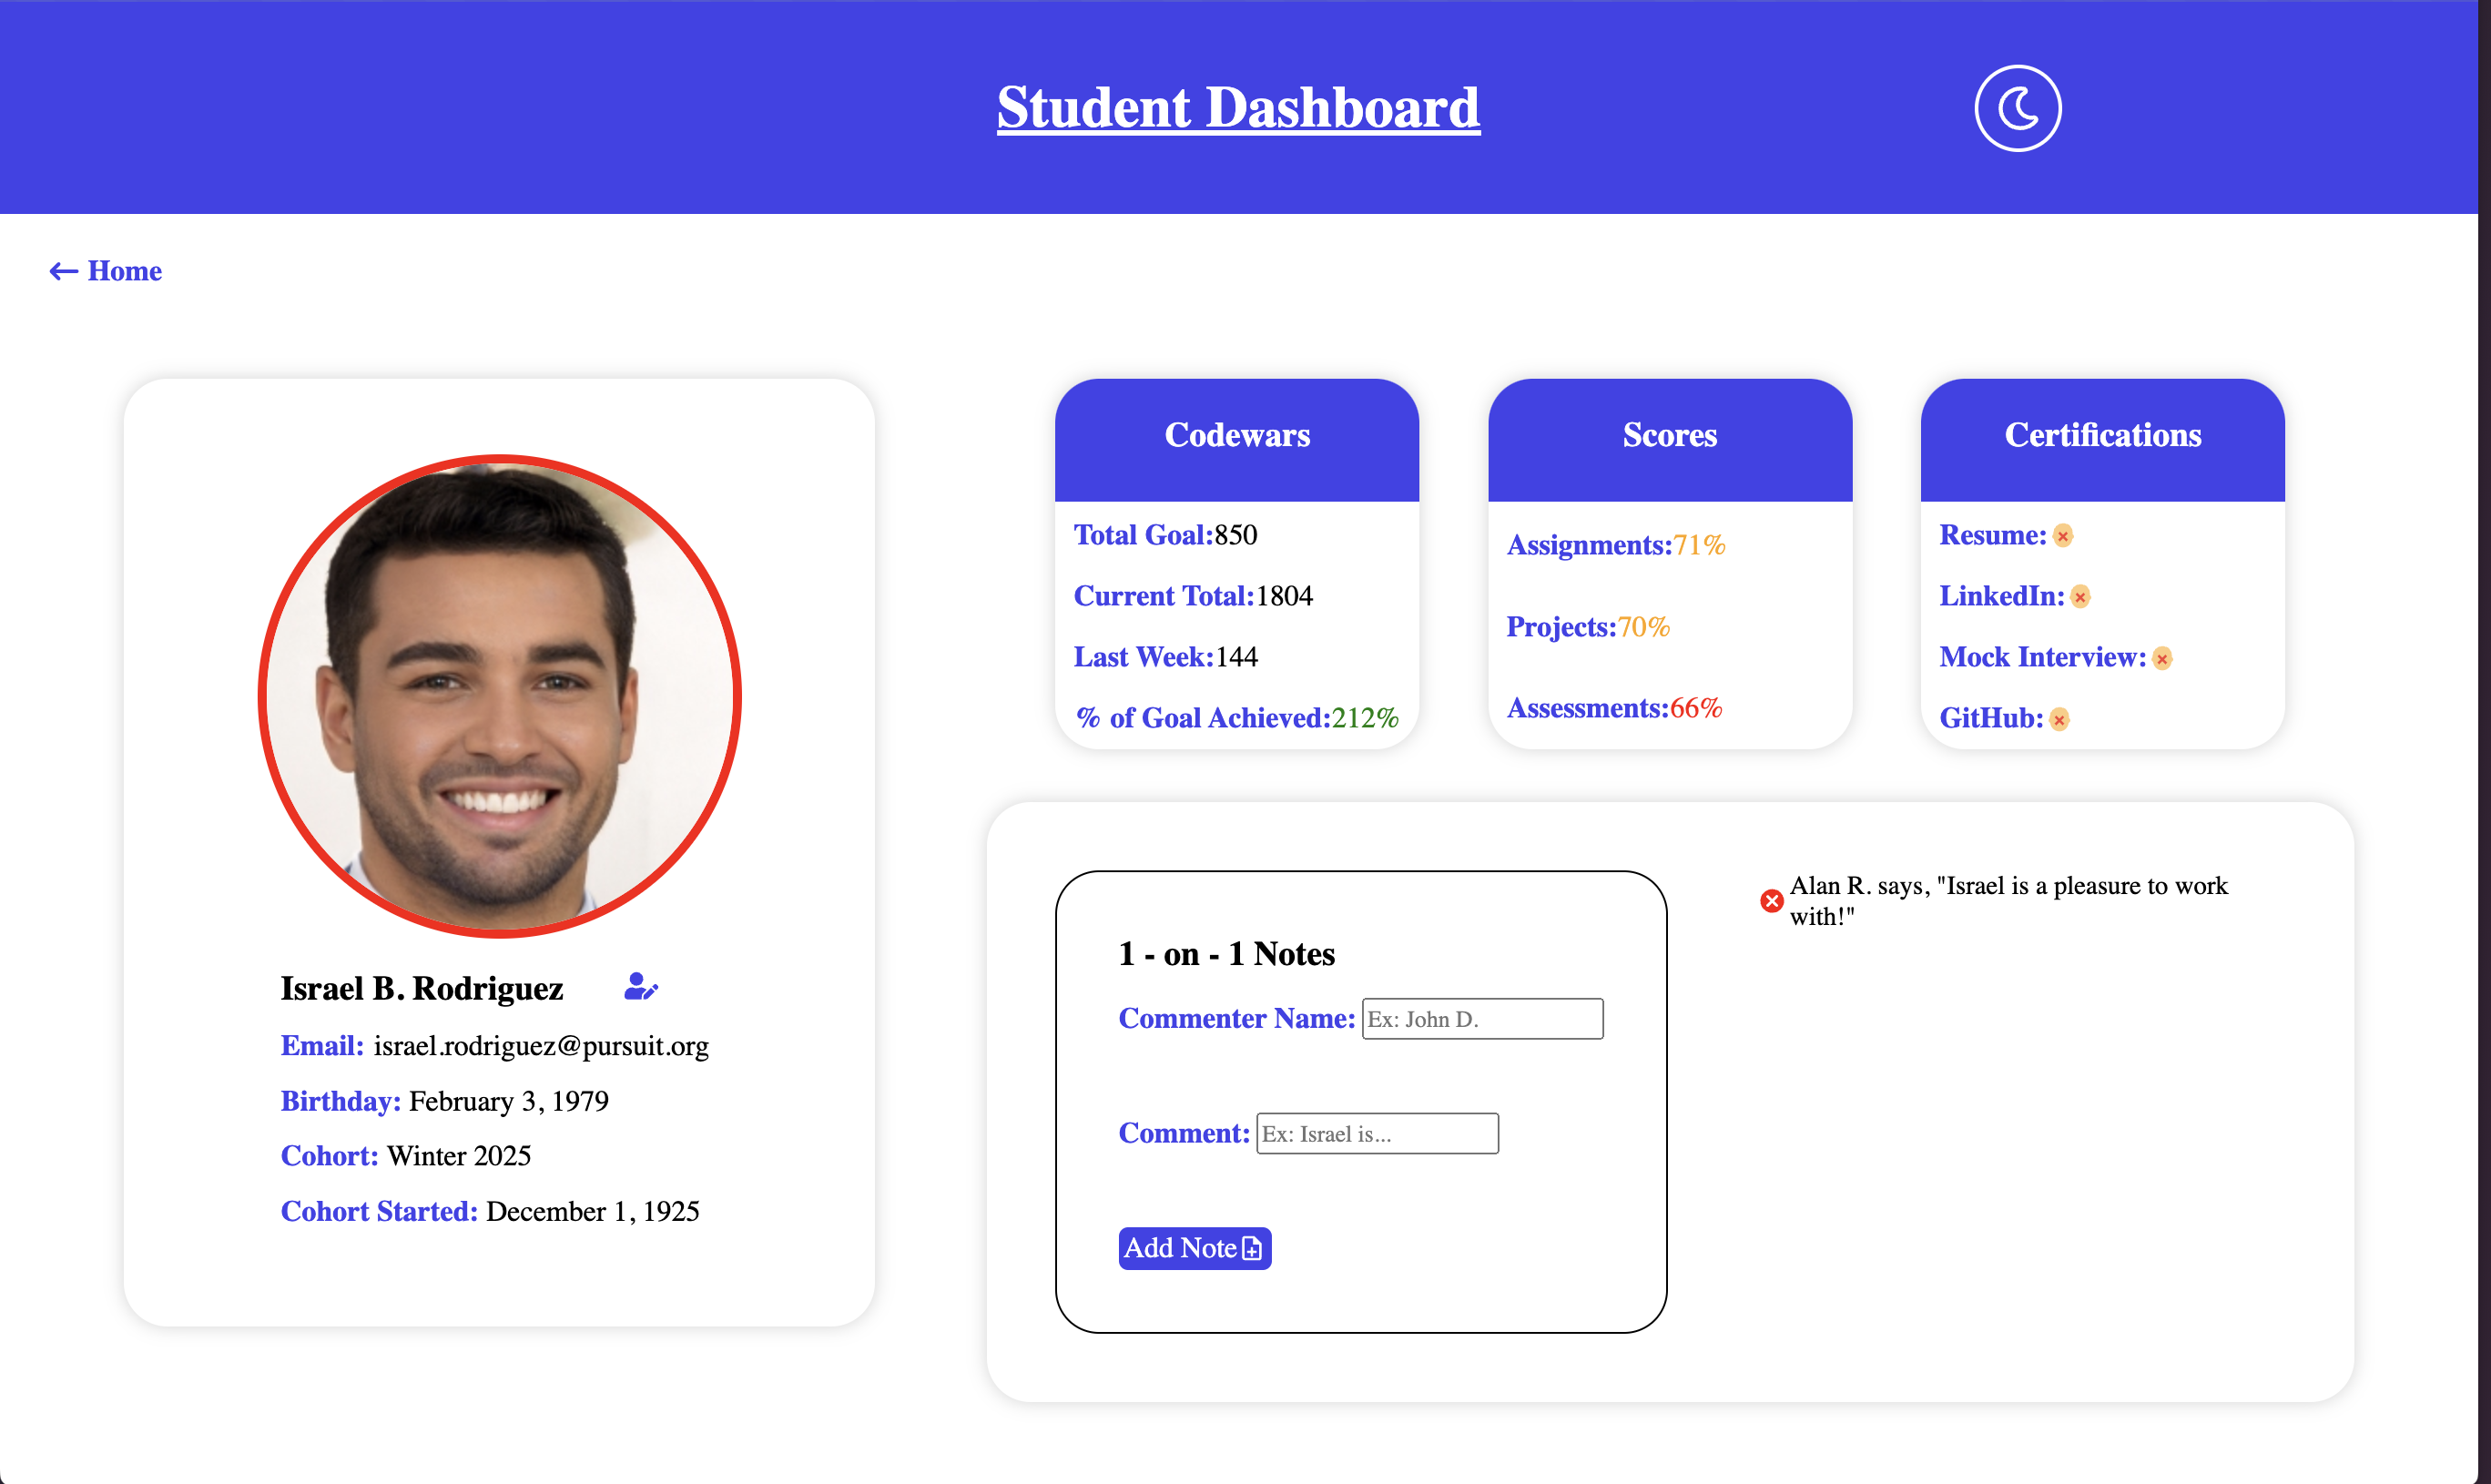 Student Dashboard
Home
Israel B. Rodriguez
Email: israel.rodriguez@pursuit.org
Birthday: February 3, 1979
Cohort: Winter 2025
Cohort Started: December 1, 1925
Codewars
Total Goal:850
Current Total:1804
Last Week:144
% of Goal Achieved:212%
Scores
Assignments:71%
Projects:70%
Assessments:66%
Certifications
Resume:
LinkedIn:
Mock Interview:
GitHub:
1 - on - 1 Notes
Commenter Name: Ex: John D.
Comment: Ex: Israel is...
Add Note
Alan R. says, "Israel is a pleasure to work
with!"